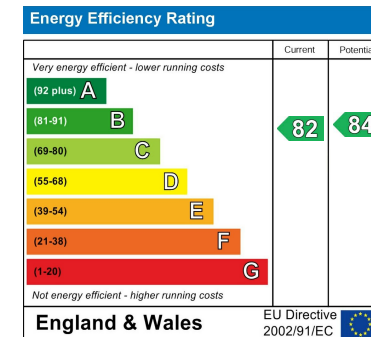 Energy Efficiency Rating
Current Potentia
Very energy efficient - lower running costs
(92 plus) A
(81-91) B
82 84
(69-80) C
(55-68) D
(39-54) E
(21-38) F
(1-20) G
Not energy efficient - higher running costs
England & Wales
EU Directive
2002/91/EC